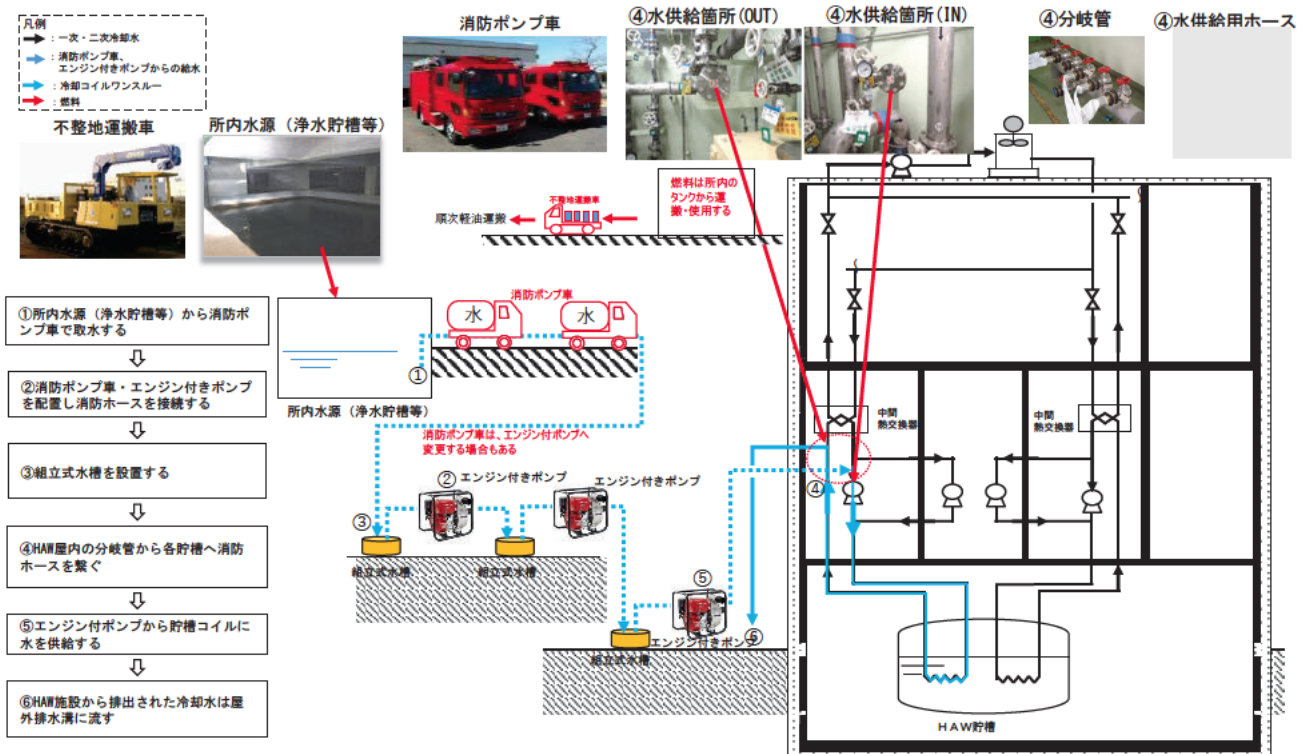 凡例
：一次・二次冷却水
：消防ポンプ車、
エンジン付きポンプからの給水
：冷却コイルワンスルー
：燃料
不整地運搬車
所内水源（浄水貯槽等）
消防ポンプ車
④水供給箇所(OUT)
④水供給箇所(IN)
④分岐管
④水供給用ホース
燃料は所内の
タンクから運
搬・使用する
不整地運搬車
順次軽油運搬
消防ポンプ車
水
水
①
所内水源（浄水貯槽等）
消防ポンプ車は、エンジン付ポンプへ
変更する場合もある
①所内水源（浄水貯槽等）から消防ポ
ンプ車で取水する
②消防ポンプ車・エンジン付きポンプ
を配置し消防ホースを接続する
③組立式水槽を設置する
④HAW屋内の分岐管から各貯槽へ消防
ホースを繋ぐ
⑤エンジン付ポンプから貯槽コイルに
水を供給する
⑥HAW施設から排出された冷却水は屋
外排水溝に流す
② エンジン付きポンプ
エンジン付きポンプ
③
組立式水槽
組立式水槽
⑤
エンジン付きポンプ
⑥
組立式水槽
④
中間
熱交換器
中間
熱交換器
HAW貯槽